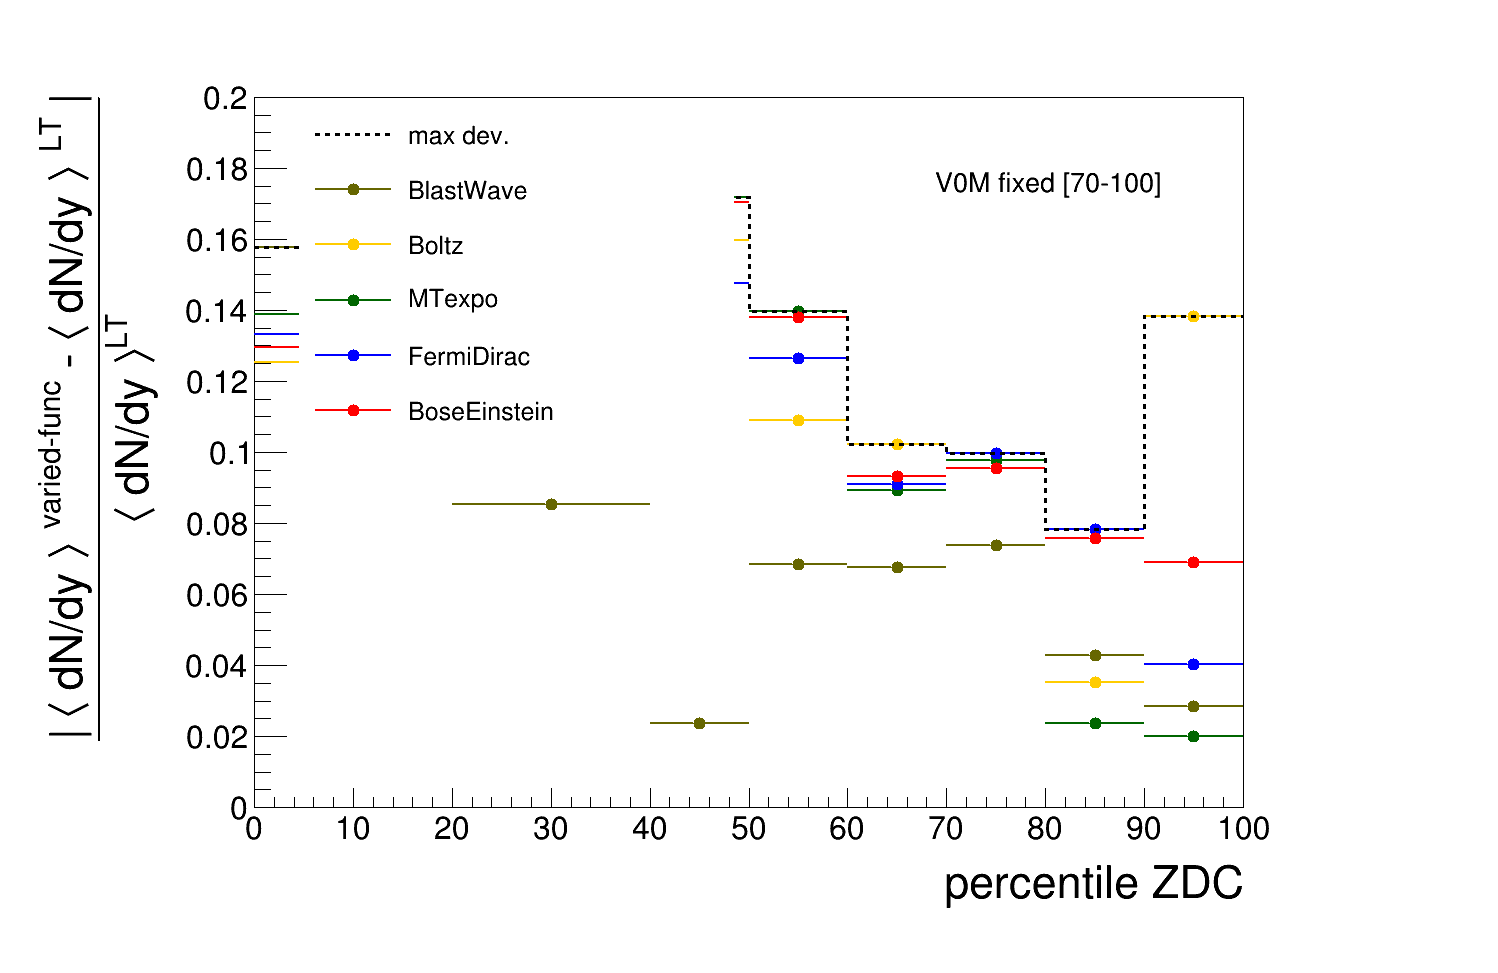 | ⟨ dN/dy ⟩ varied-func - ⟨ dN/dy ⟩ LT |
⟨ dN/dy ⟩ LT
0.2
0.18
0.16
0.14
0.12
0.1
0.08
0.06
0.04
0.02
0
max dev.
BlastWave
Boltz
MTexpo
FermiDirac
BoseEinstein
V0M fixed [70-100]
0 10 20 30 40 50 60 70 80 90 100
percentile ZDC